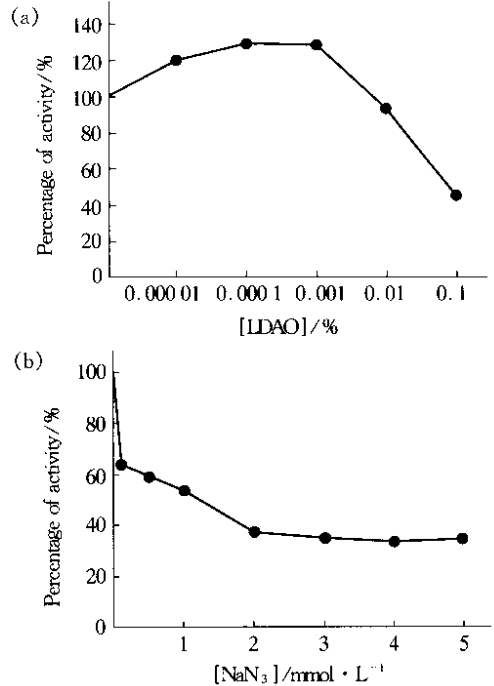 (a)
Percentage of activity/%
140
120
100
80
60
40
20
0
0.000 01 0.000 1 0.001 0.01 0.1
[LDAO]/%
(b)
Percentage of activity/%
100
80
60
40
20
0
1 2 3 4 5
[NaN₃]/mmol · L⁻¹